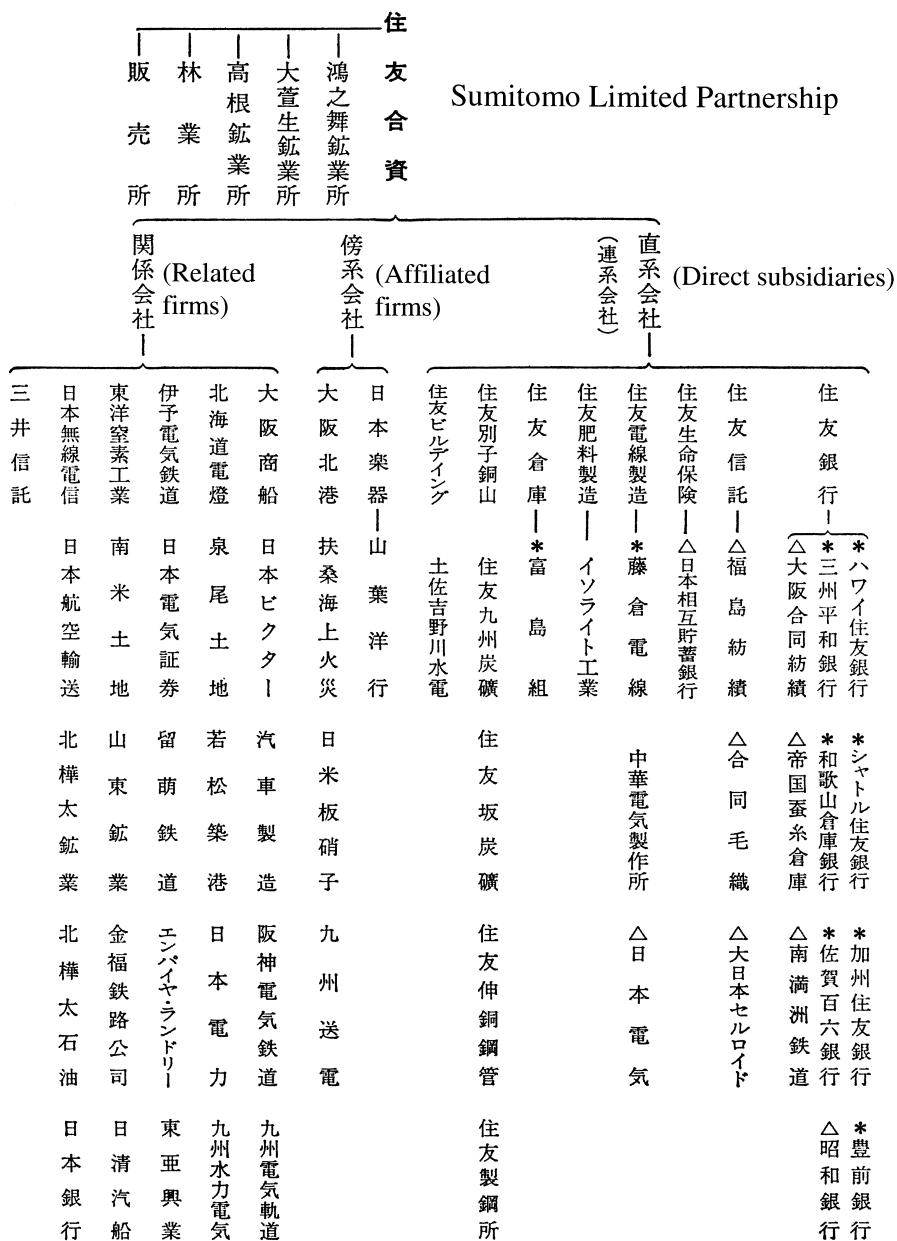 住友合資
Sumitomo Limited Partnership
鴻之舞鉱業所
大萱生鉱業所
高根鉱業所
林業所
販売所
直系会社
(連系会社)
(Direct subsidiaries)
傍系会社
(Affiliated
firms)
関係会社
(Related
firms)
住友銀行
*ハワイ住友銀行
*シャトル住友銀行
*加州住友銀行
*豊前銀行
*三州平和銀行
*和歌山倉庫銀行
*佐賀百六銀行
△昭和銀行
△大阪合同紡績
△帝国蚕糸倉庫
△南満洲鉄道
住友信託
△福島紡績
△合同毛織
△大日本セルロイド
住友生命保険
△日本相互貯蓄銀行
住友電線製造
*藤倉電線
中華電気製作所
△日本電気
住友肥料製造
イソライト工業
住友倉庫
*富島組
住友別子銅山
住友九州炭礦
住友坂炭礦
住友伸銅鋼管
住友製鋼所
住友ビルデイング
土佐吉野川水電
日本楽器
山葉洋行
大阪北港
扶桑海上火災
日米板硝子
九州送電
大阪商船
日本ビクター
汽車製造
阪神電気鉄道
九州電気軌道
北海道電燈
泉尾土地
若松築港
日本電力
九州水力電気
伊予電気鉄道
日本電気証券
留萌鉄道
エンパイヤ・ランドリー
東亜興業
東洋窒素工業
南米土地
山東鉱業
金福鉄路公司
日清汽船
日本無線電信
日本航空輸送
北樺太鉱業
北樺太石油
日本銀行
三井信託